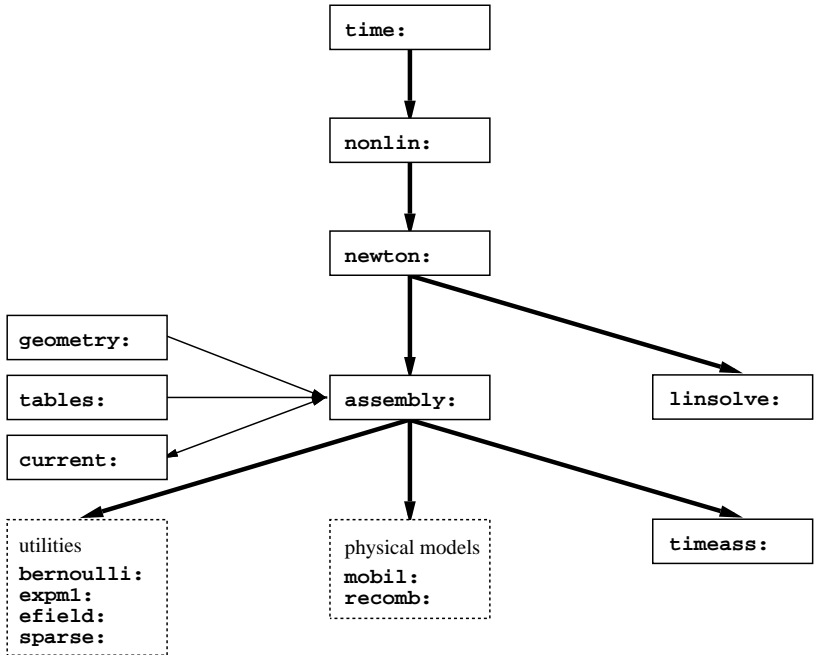 time:
nonlin:
newton:
geometry:
tables:
assembly:
linsolve:
current:
utilities
bernoulli:
expm1:
efield:
sparse:
physical models
mobil:
recomb:
timeass: